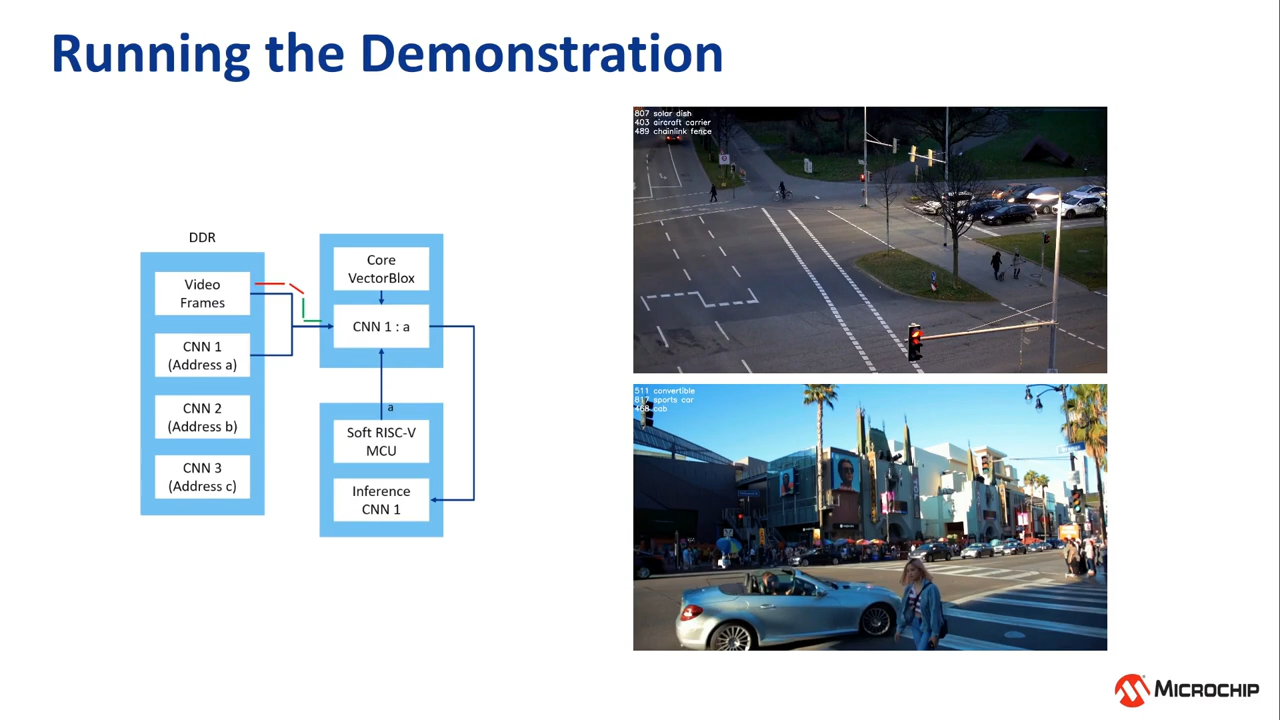 Running the Demonstration
DDR
Video
Frames
CNN 1
(Address a)
CNN 2
(Address b)
CNN 3
(Address c)
Core
VectorBlox
CNN 1 : a
a
Soft RISC-V
MCU
Inference
CNN 1
807 solar dish
403 aircraft carrier
489 chainlink fence
511 convertible
817 sports car
468 cab
MICROCHIP